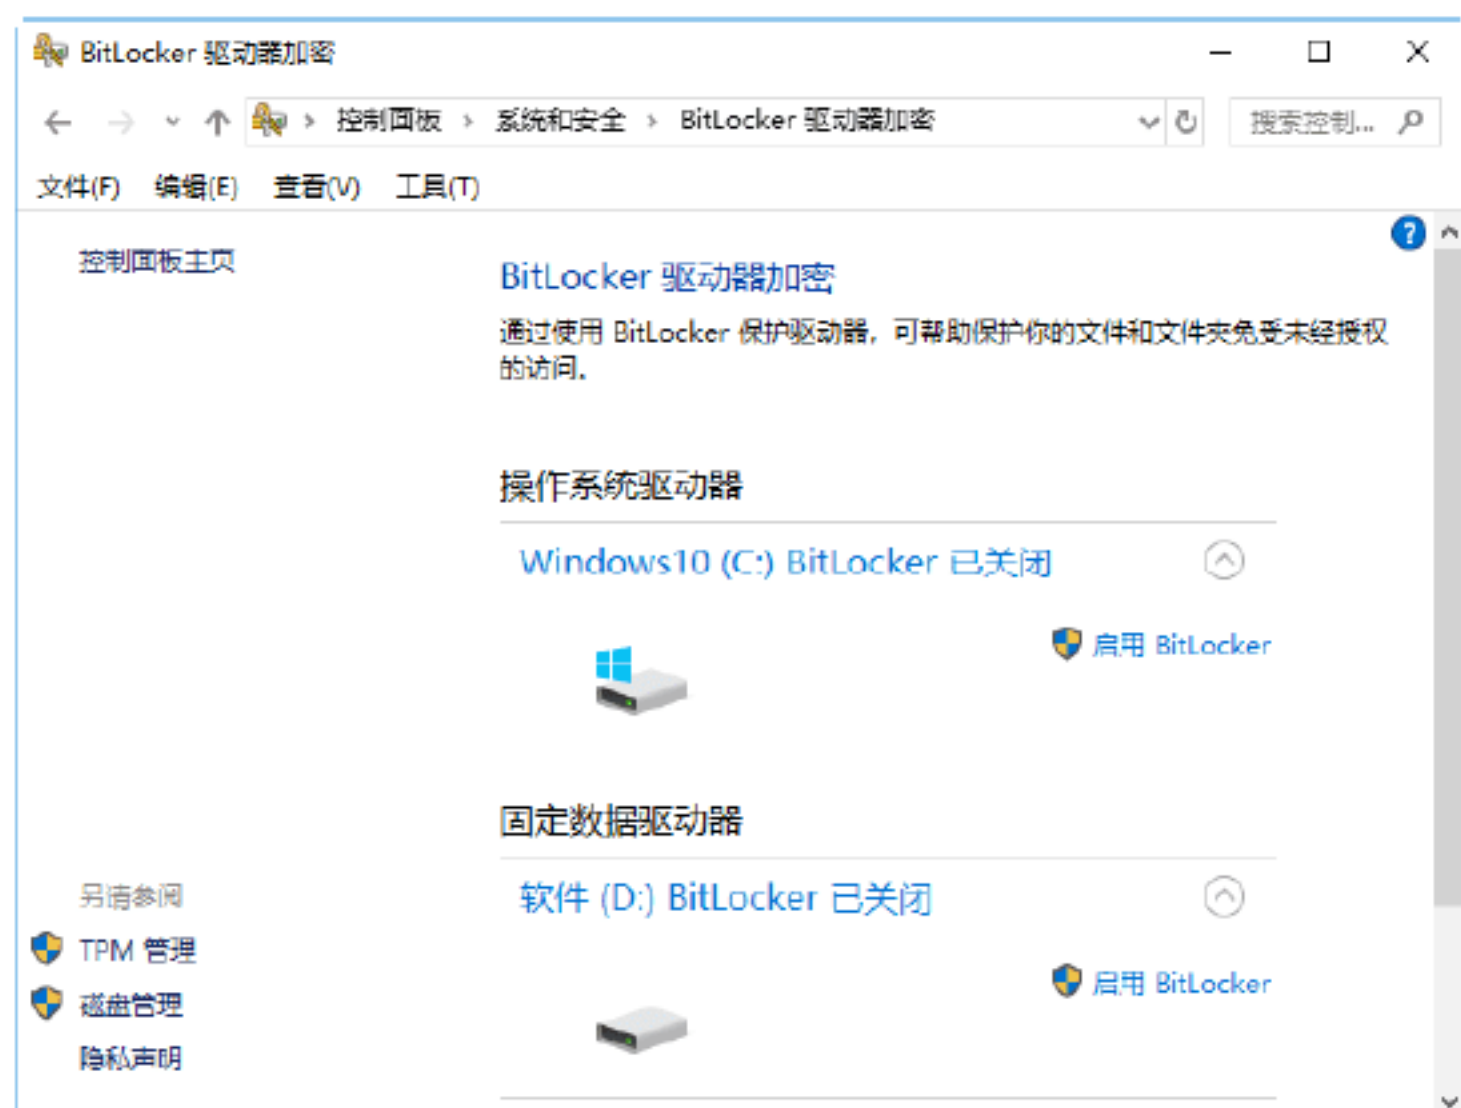 BitLocker 驱动器加密
控制面板 › 系统和安全 › BitLocker 驱动器加密
搜索控制...
文件(F) 编辑(E) 查看(V) 工具(T)
控制面板主页
BitLocker 驱动器加密
通过使用 BitLocker 保护驱动器，可帮助保护你的文件和文件夹免受未经授权
的访问。
操作系统驱动器
Windows10 (C:) BitLocker 已关闭
启用 BitLocker
固定数据驱动器
软件 (D:) BitLocker 已关闭
启用 BitLocker
另请参阅
TPM 管理
磁盘管理
隐私声明